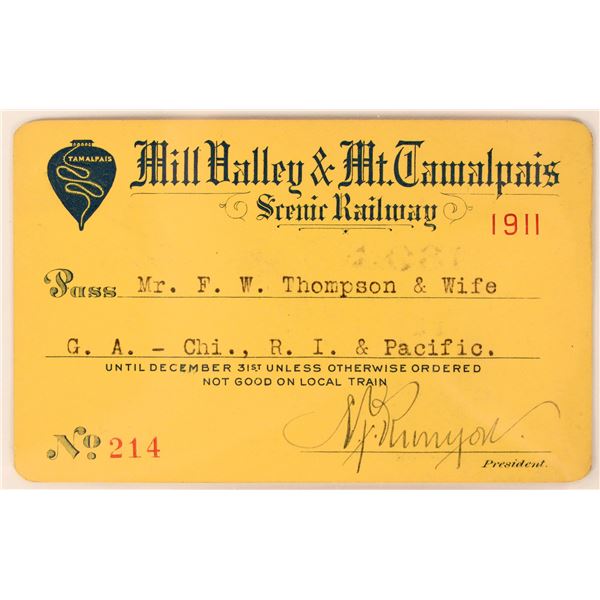 TAMALPAIS
Mill Valley & Mt. Tamalpais
Scenic Railway
1911
Pass Mr. F. W. Thompson & Wife
G. A. - Chi., R. I. & Pacific.
UNTIL DECEMBER 31ST UNLESS OTHERWISE ORDERED
NOT GOOD ON LOCAL TRAIN
No 214
Runyon.
President.